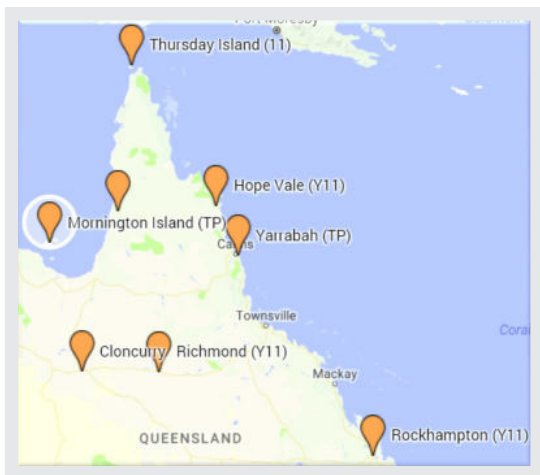 Port Moresby
Thursday Island (11)
Hope Vale (Y11)
Mornington Island (TP)
Yarrabah (TP)
Cairns
Townsville
Cloncurry
Richmond (Y11)
Mackay
QUEENSLAND
Rockhampton (Y11)